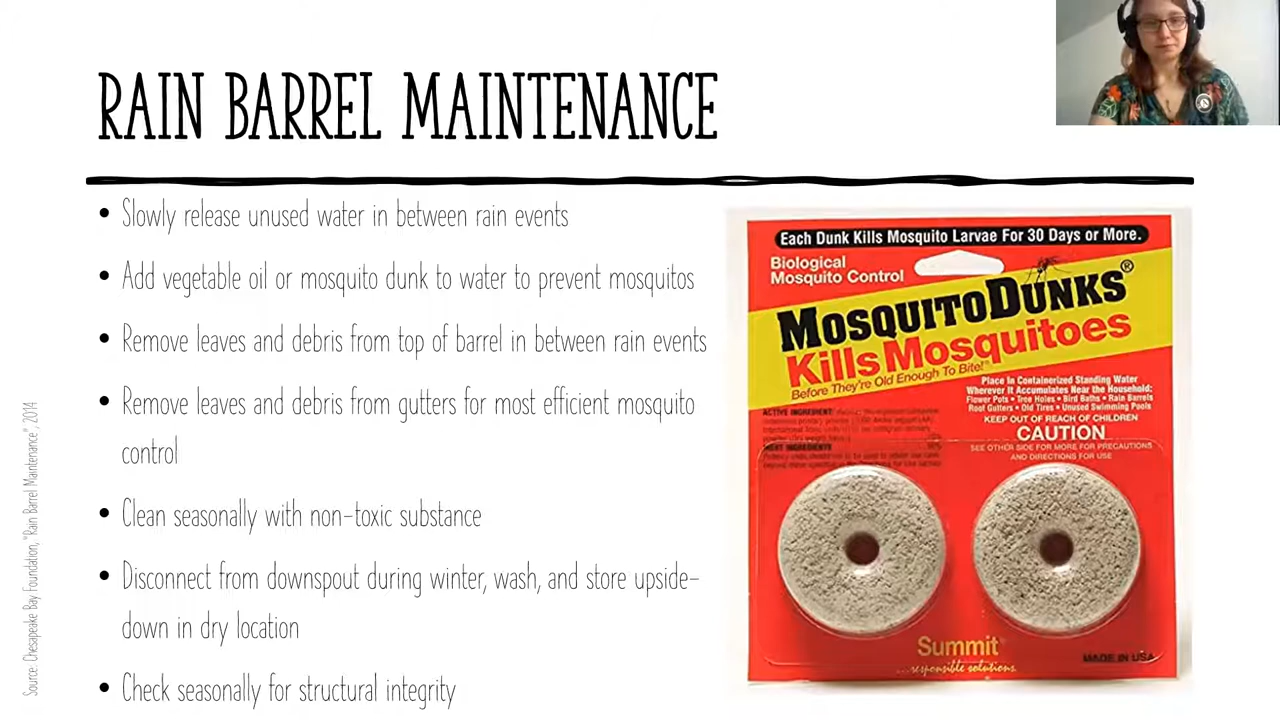 RAIN BARREL MAINTENANCE
• Slowly release unused water in between rain events
• Add vegetable oil or mosquito dunk to water to prevent mosquitos
• Remove leaves and debris from top of barrel in between rain events
• Remove leaves and debris from gutters for most efficient mosquito
control
• Clean seasonally with non-toxic substance
• Disconnect from downspout during winter, wash, and store upside-
down in dry location
• Check seasonally for structural integrity
Source: Chesapeake Bay Foundation, "Rain Barrel Maintenance", 2014
Each Dunk Kills Mosquito Larvae For 30 Days or More.
Biological
Mosquito Control
MOSQUITO DUNKS®
Kills Mosquitoes
Before They're Old Enough To Bite!™
Place In Containerized Standing Water
Wherever It Accumulates Near the Household:
Flower Pots • Tree Holes • Bird Baths • Rain Barrels
Roof Gutters • Old Tires • Unused Swimming Pools
KEEP OUT OF REACH OF CHILDREN
CAUTION
SEE OTHER SIDE FOR MORE FOR PRECAUTIONS
AND DIRECTIONS FOR USE
ACTIVE INGREDIENT:
INERT INGREDIENTS
Summit®
...responsible solutions.
MADE IN USA